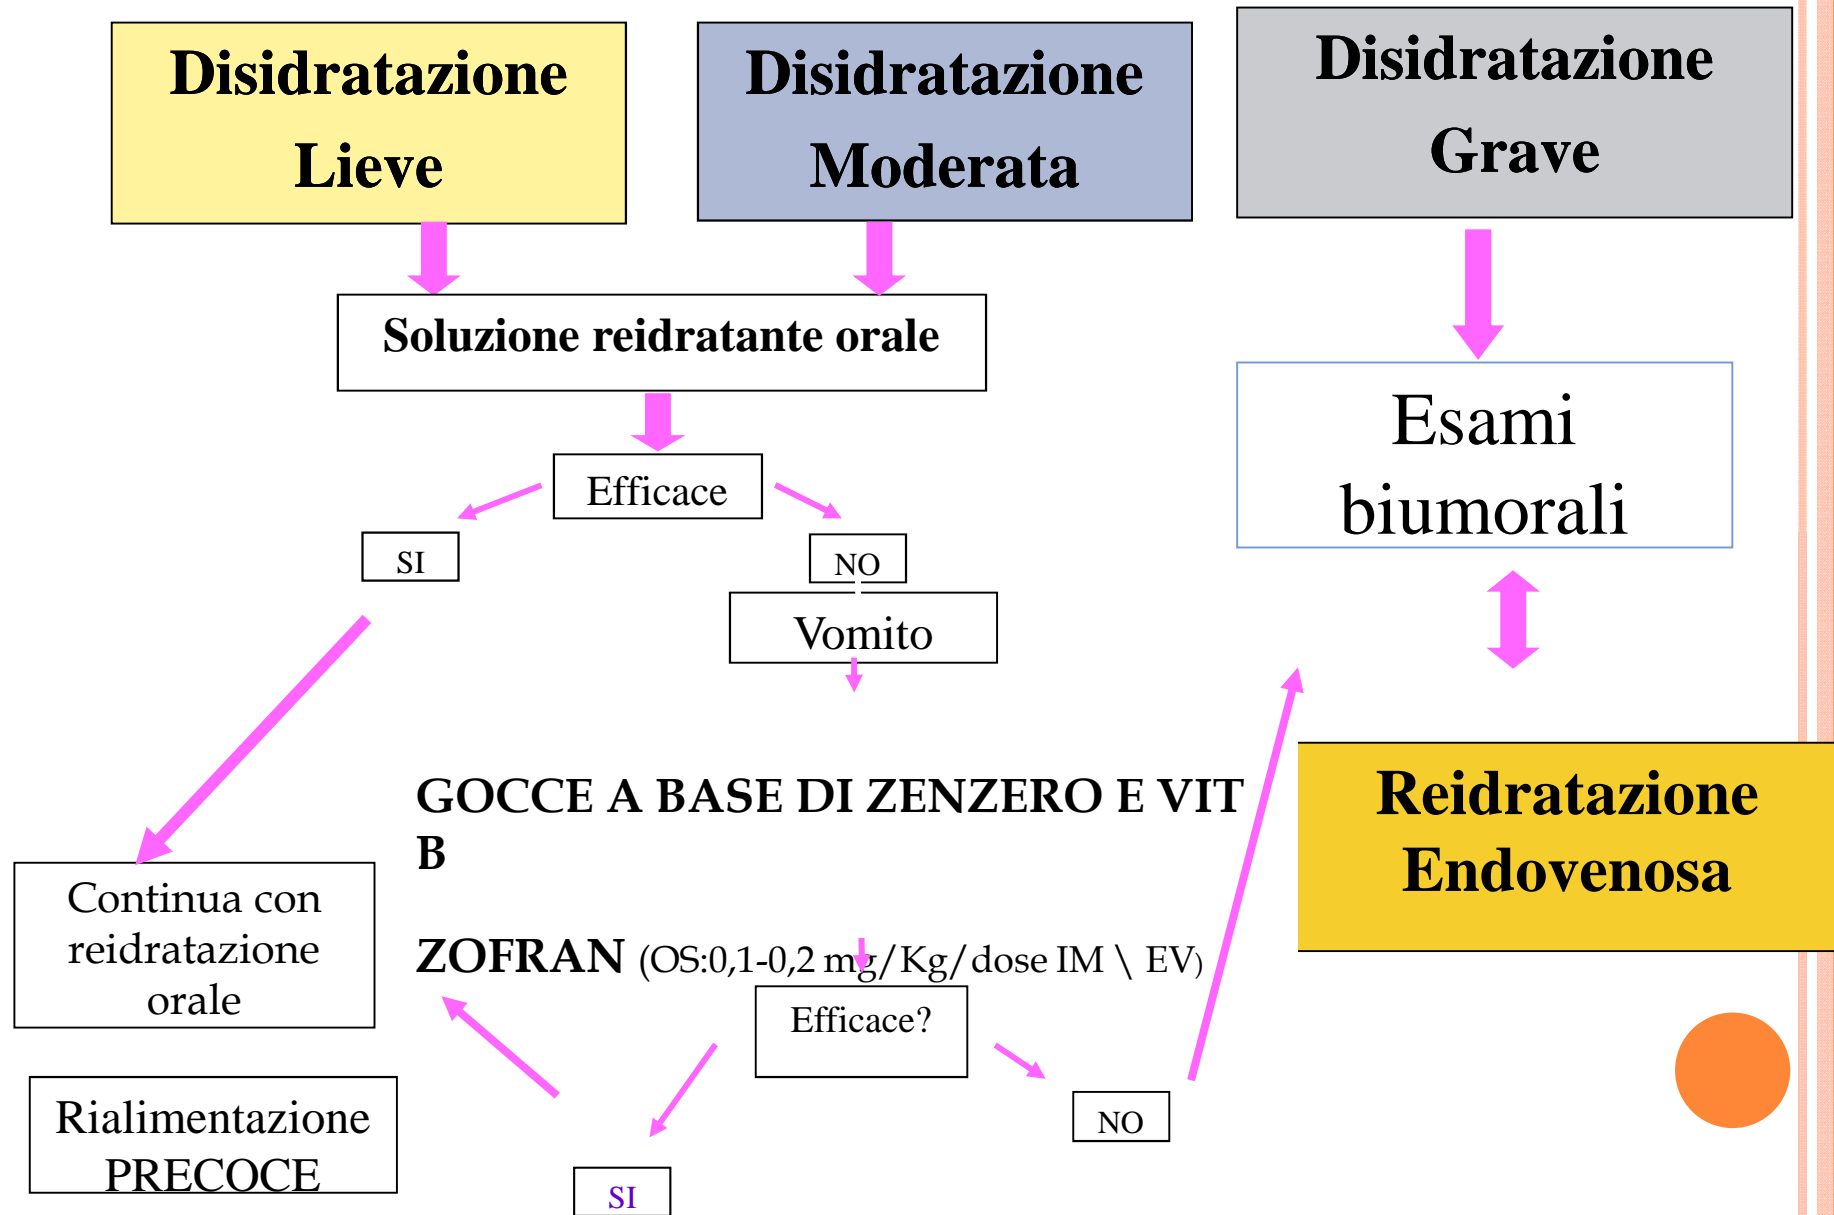 Disidratazione
Lieve
Disidratazione
Moderata
Disidratazione
Grave
Soluzione reidratante orale
Esami
biumorali
Efficace
SI
NO
Vomito
GOCCE A BASE DI ZENZERO E VIT
B
ZOFRAN (OS:0,1-0,2 mg/Kg/dose IM \ EV)
Reidratazione
Endovenosa
Continua con
reidratazione
orale
Efficace?
Rialimentazione
PRECOCE
NO
SI